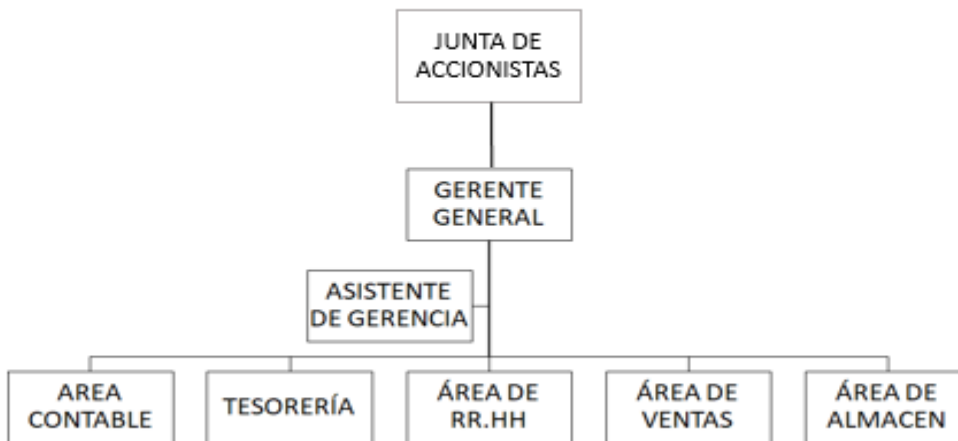 JUNTA DE
ACCIONISTAS
GERENTE
GENERAL
ASISTENTE
DE GERENCIA
AREA
CONTABLE
TESORERÍA
ÁREA DE
RR.HH
ÁREA DE
VENTAS
ÁREA DE
ALMACEN